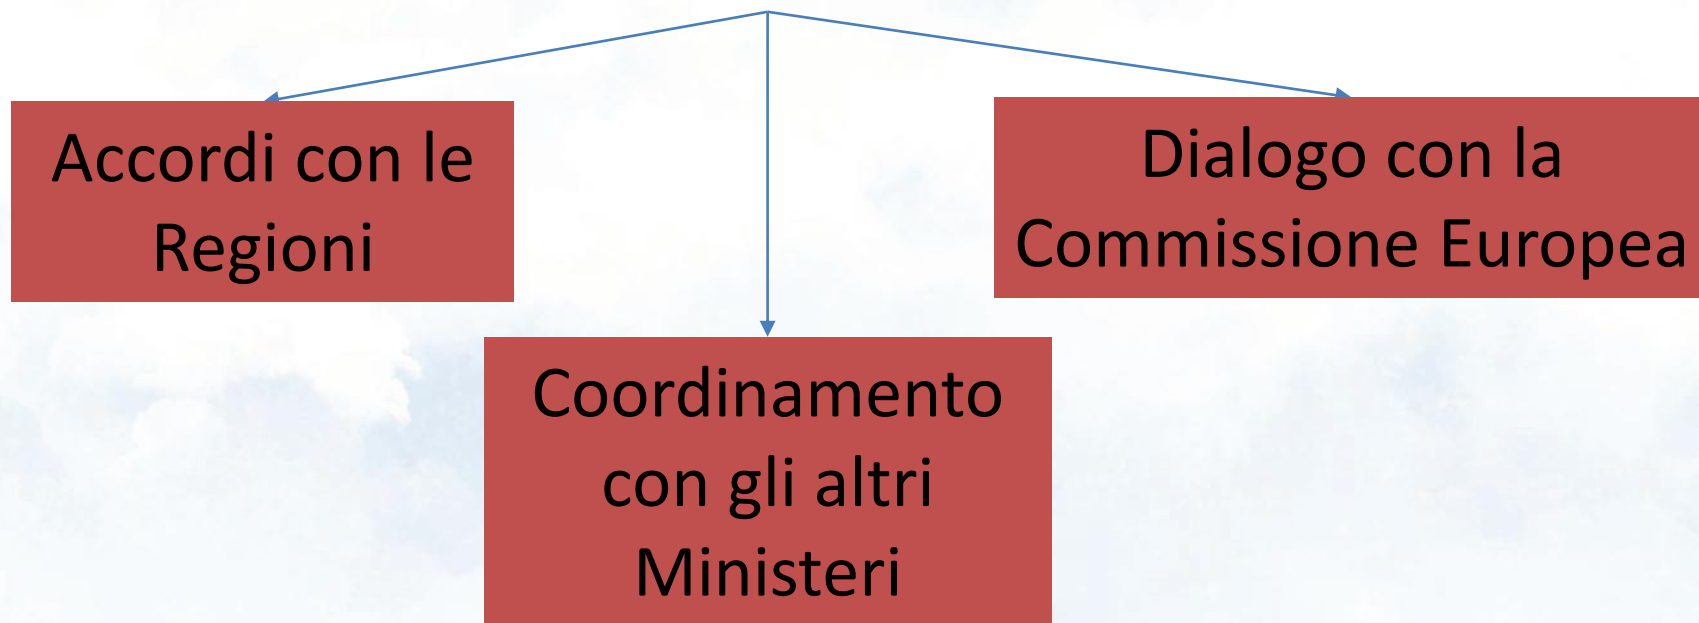 Accordi con le
Regioni
Dialogo con la
Commissione Europea
Coordinamento
con gli altri
Ministeri